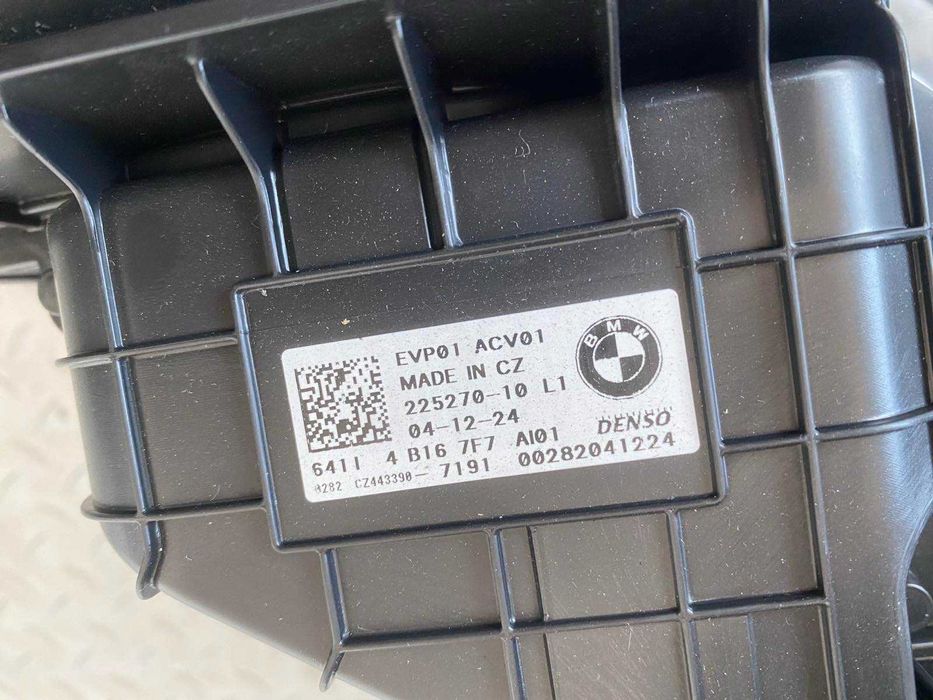 EVP01 ACV01
MADE IN CZ
BMW
225270-10 L1
04-12-24
DENSO
6411 4 B16 7F7 AI01
0282 CZ443390- 7191 00282041224